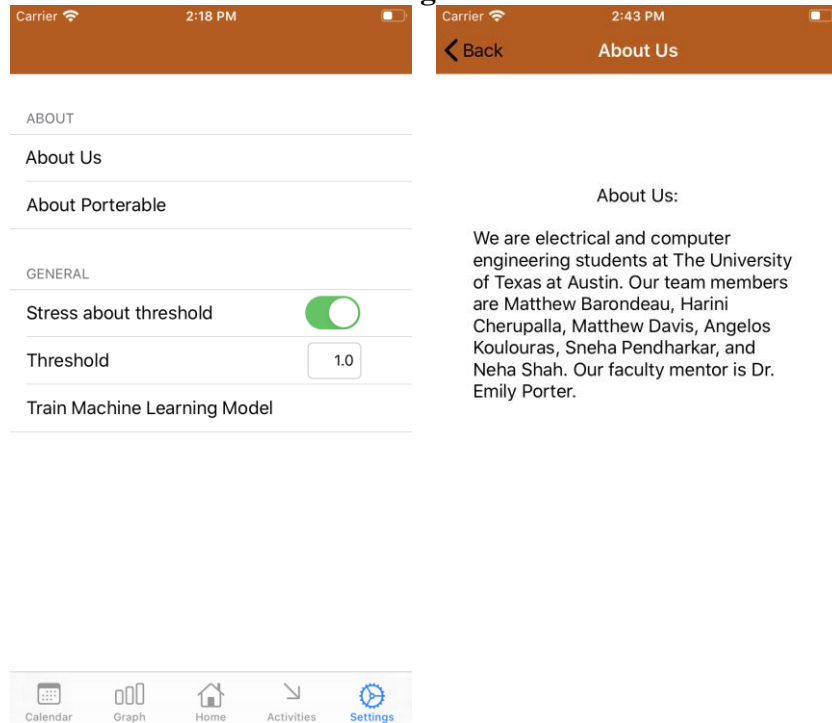 Carrier
2:18 PM
ABOUT
About Us
About Porterable
GENERAL
Stress about threshold
Threshold
1.0
Train Machine Learning Model
Calendar
Graph
Home
Activities
Settings
Carrier
2:43 PM
Back
About Us
About Us:
We are electrical and computer
engineering students at The University
of Texas at Austin. Our team members
are Matthew Barondeau, Harini
Cherupalla, Matthew Davis, Angelos
Koulouras, Sneha Pendharkar, and
Neha Shah. Our faculty mentor is Dr.
Emily Porter.